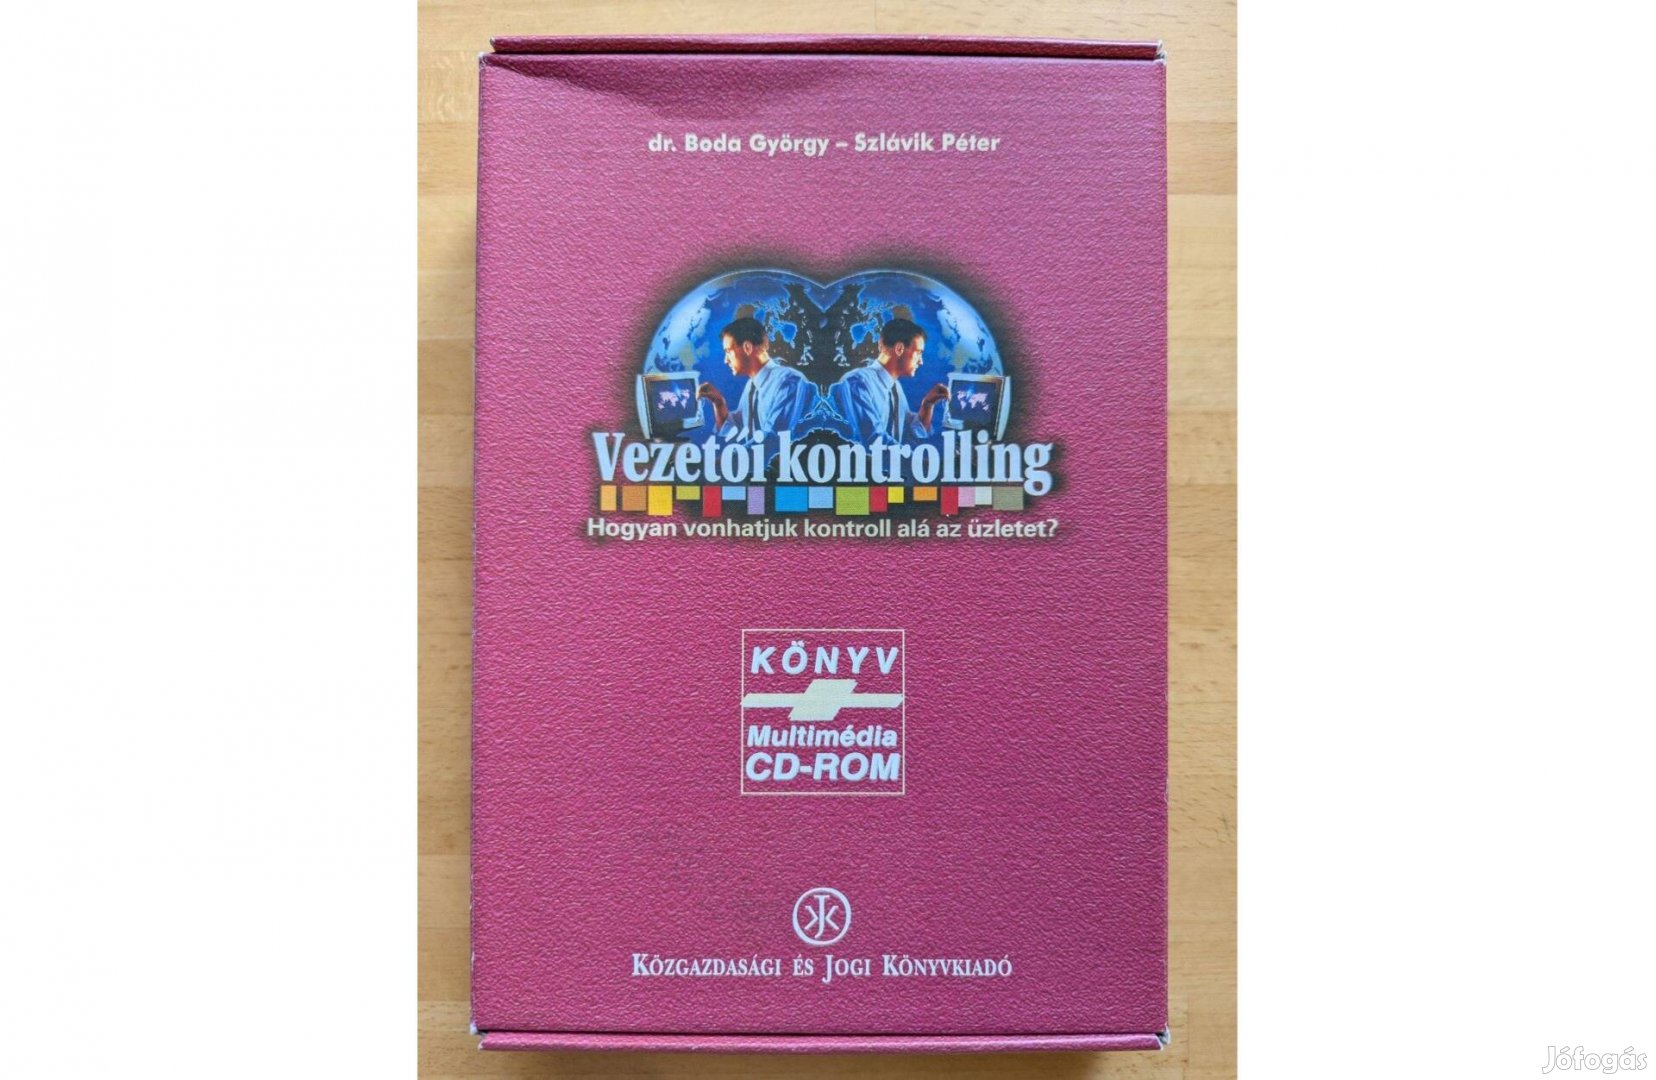 dr. Boda György – Szlávik Péter
Vezetői kontrolling
Hogyan vonhatjuk kontroll alá az üzletet?
KÖNYV
Multimédia
CD-ROM
KJK
KÖZGAZDASÁGI ÉS JOGI KÖNYVKIADÓ
Jófogás